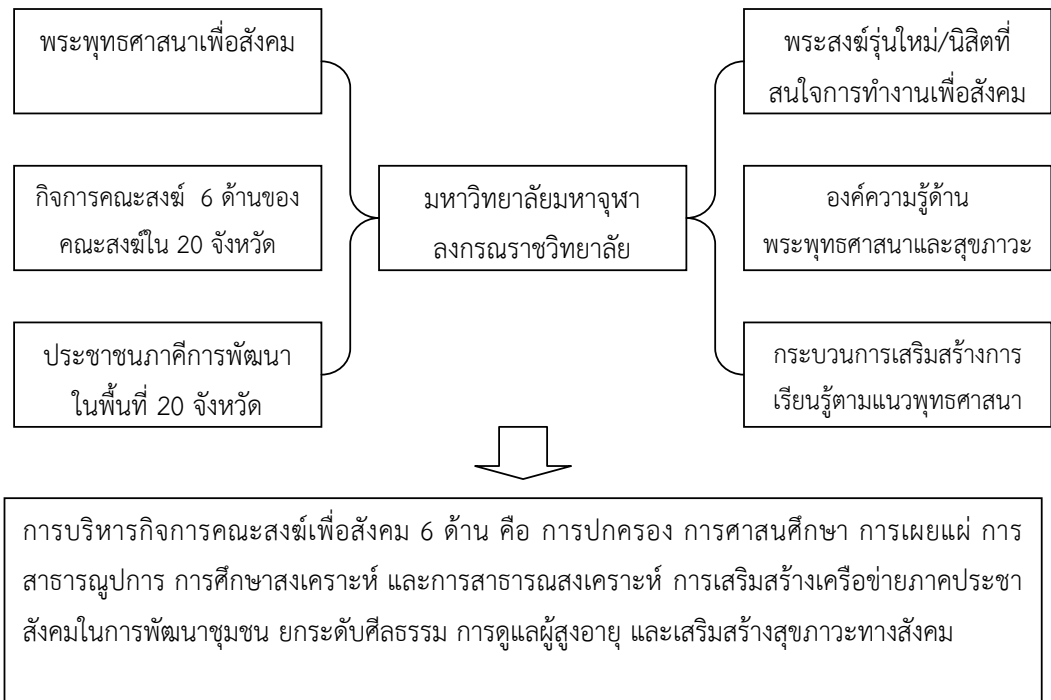 พระพุทธศาสนาเพื่อสังคม
กิจการคณะสงฆ์ 6 ด้านของ
คณะสงฆ์ใน 20 จังหวัด
ประชาชนภาคีการพัฒนา
ในพื้นที่ 20 จังหวัด
มหาวิทยาลัยมหาจุฬา
ลงกรณราชวิทยาลัย
พระสงฆ์รุ่นใหม่/นิสิตที่
สนใจการทำงานเพื่อสังคม
องค์ความรู้ด้าน
พระพุทธศาสนาและสุขภาวะ
กระบวนการเสริมสร้างการ
เรียนรู้ตามแนวพุทธศาสนา
การบริหารกิจการคณะสงฆ์เพื่อสังคม 6 ด้าน คือ การปกครอง การศาสนศึกษา การเผยแผ่ การ
สาธารณูปการ การศึกษาสงเคราะห์ และการสาธารณสงเคราะห์ การเสริมสร้างเครือข่ายภาคประชา
สังคมในการพัฒนาชุมชน ยกระดับศีลธรรม การดูแลผู้สูงอายุ และเสริมสร้างสุขภาวะทางสังคม